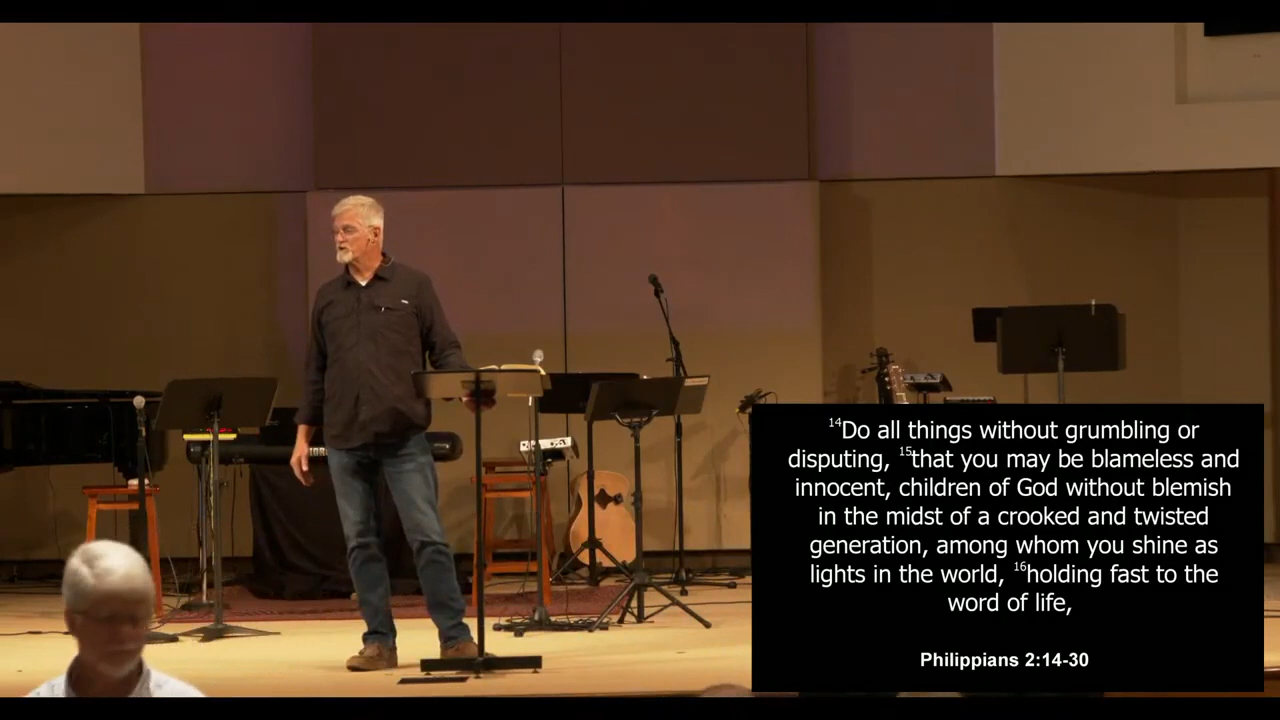 ¹⁴Do all things without grumbling or
disputing, ¹⁵that you may be blameless and
innocent, children of God without blemish
in the midst of a crooked and twisted
generation, among whom you shine as
lights in the world, ¹⁶holding fast to the
word of life,
Philippians 2:14-30